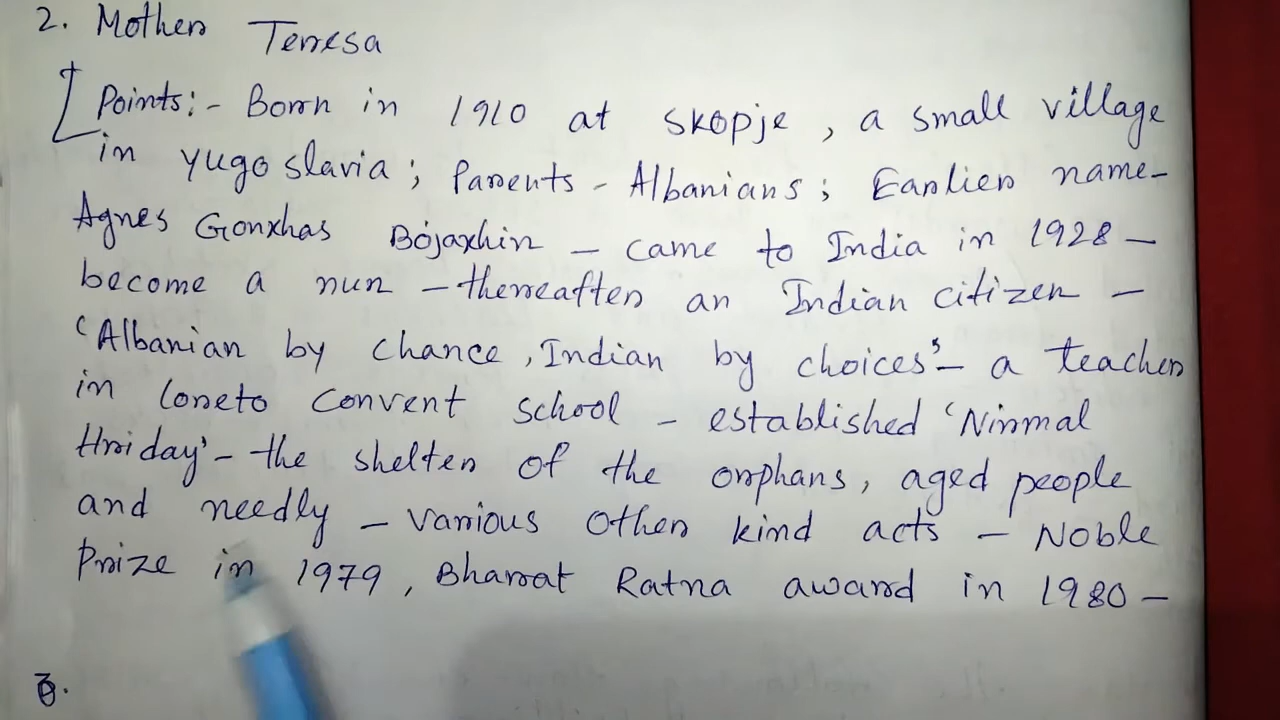 2. Mother Teresa
[Points:- Born in 1910 at Skopje, a small village
in yugoslavia; Parents - Albanians; Earlier name-
Agnes Gonxhas Bojaxhin - came to India in 1928 -
become a nun - thereafter an Indian citizen -
'Albanian by chance, Indian by choices' - a teacher
in loreto convent school - established 'Nirmal
Hriday' - the shelter of the orphans, aged people
and needly - various other kind acts - Noble
Prize in 1979, Bharat Ratna award in 1980 -
3.